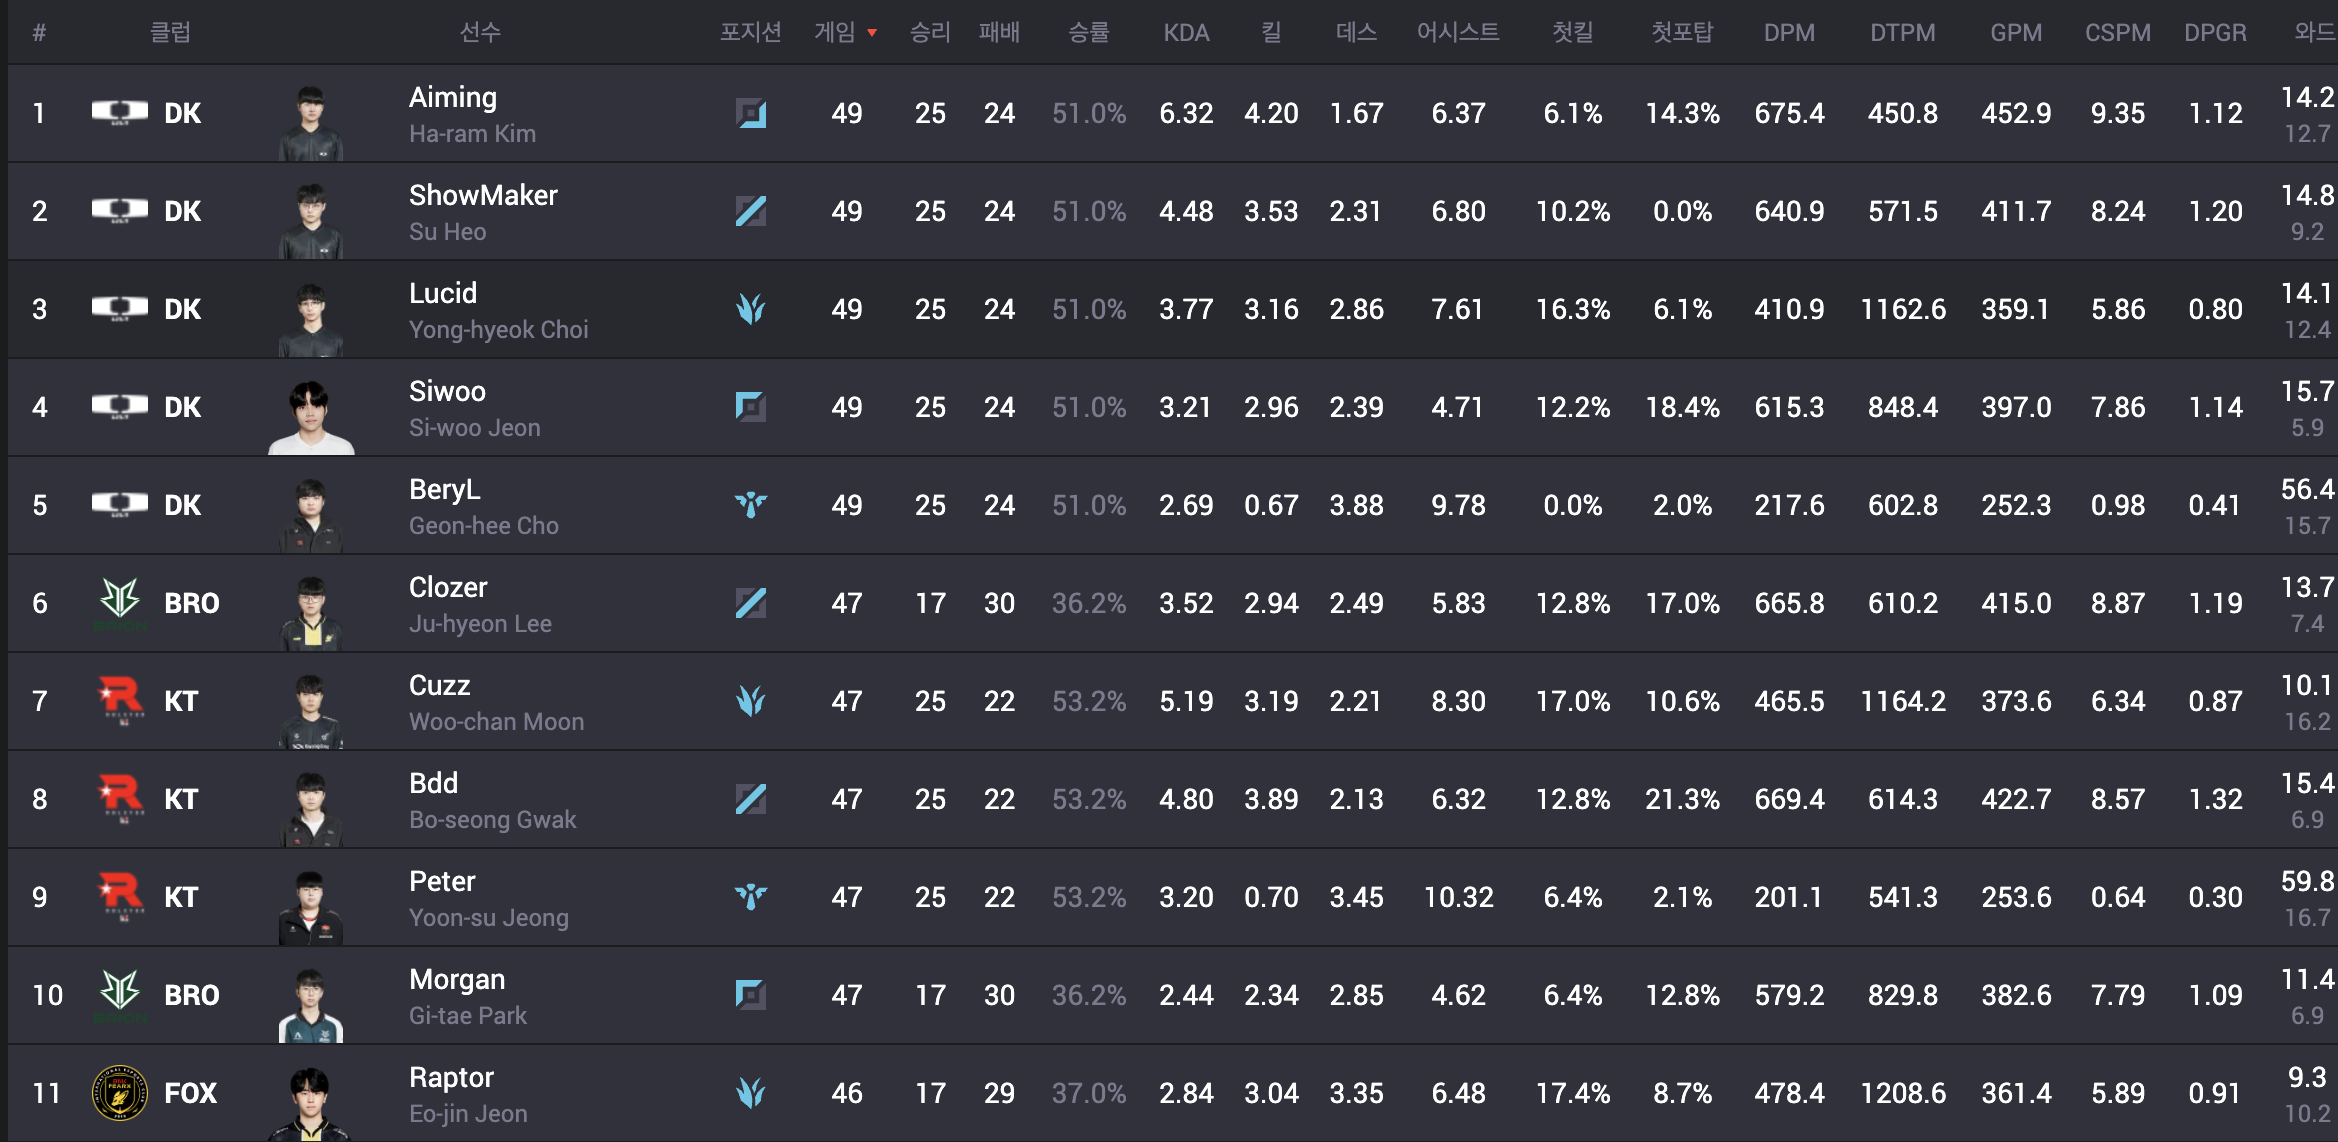 # 클럽 선수 포지션 게임 승리 패배 승률 KDA 킬 데스 어시스트 첫킬 첫포탑 DPM DTPM GPM CSPM DPGR 와드
1 DK Aiming 49 25 24 51.0% 6.32 4.20 1.67 6.37 6.1% 14.3% 675.4 450.8 452.9 9.35 1.12 14.2
Ha-ram Kim 12.7
2 DK ShowMaker 49 25 24 51.0% 4.48 3.53 2.31 6.80 10.2% 0.0% 640.9 571.5 411.7 8.24 1.20 14.8
Su Heo 9.2
3 DK Lucid 49 25 24 51.0% 3.77 3.16 2.86 7.61 16.3% 6.1% 410.9 1162.6 359.1 5.86 0.80 14.1
Yong-hyeok Choi 12.4
4 DK Siwoo 49 25 24 51.0% 3.21 2.96 2.39 4.71 12.2% 18.4% 615.3 848.4 397.0 7.86 1.14 15.7
Si-woo Jeon 5.9
5 DK BeryL 49 25 24 51.0% 2.69 0.67 3.88 9.78 0.0% 2.0% 217.6 602.8 252.3 0.98 0.41 56.4
Geon-hee Cho 15.7
6 BRO Clozer 47 17 30 36.2% 3.52 2.94 2.49 5.83 12.8% 17.0% 665.8 610.2 415.0 8.87 1.19 13.7
Ju-hyeon Lee 7.4
7 KT Cuzz 47 25 22 53.2% 5.19 3.19 2.21 8.30 17.0% 10.6% 465.5 1164.2 373.6 6.34 0.87 10.1
Woo-chan Moon 16.2
8 KT Bdd 47 25 22 53.2% 4.80 3.89 2.13 6.32 12.8% 21.3% 669.4 614.3 422.7 8.57 1.32 15.4
Bo-seong Gwak 6.9
9 KT Peter 47 25 22 53.2% 3.20 0.70 3.45 10.32 6.4% 2.1% 201.1 541.3 253.6 0.64 0.30 59.8
Yoon-su Jeong 16.7
10 BRO Morgan 47 17 30 36.2% 2.44 2.34 2.85 4.62 6.4% 12.8% 579.2 829.8 382.6 7.79 1.09 11.4
Gi-tae Park 6.9
11 FOX Raptor 46 17 29 37.0% 2.84 3.04 3.35 6.48 17.4% 8.7% 478.4 1208.6 361.4 5.89 0.91 9.3
Eo-jin Jeon 10.2